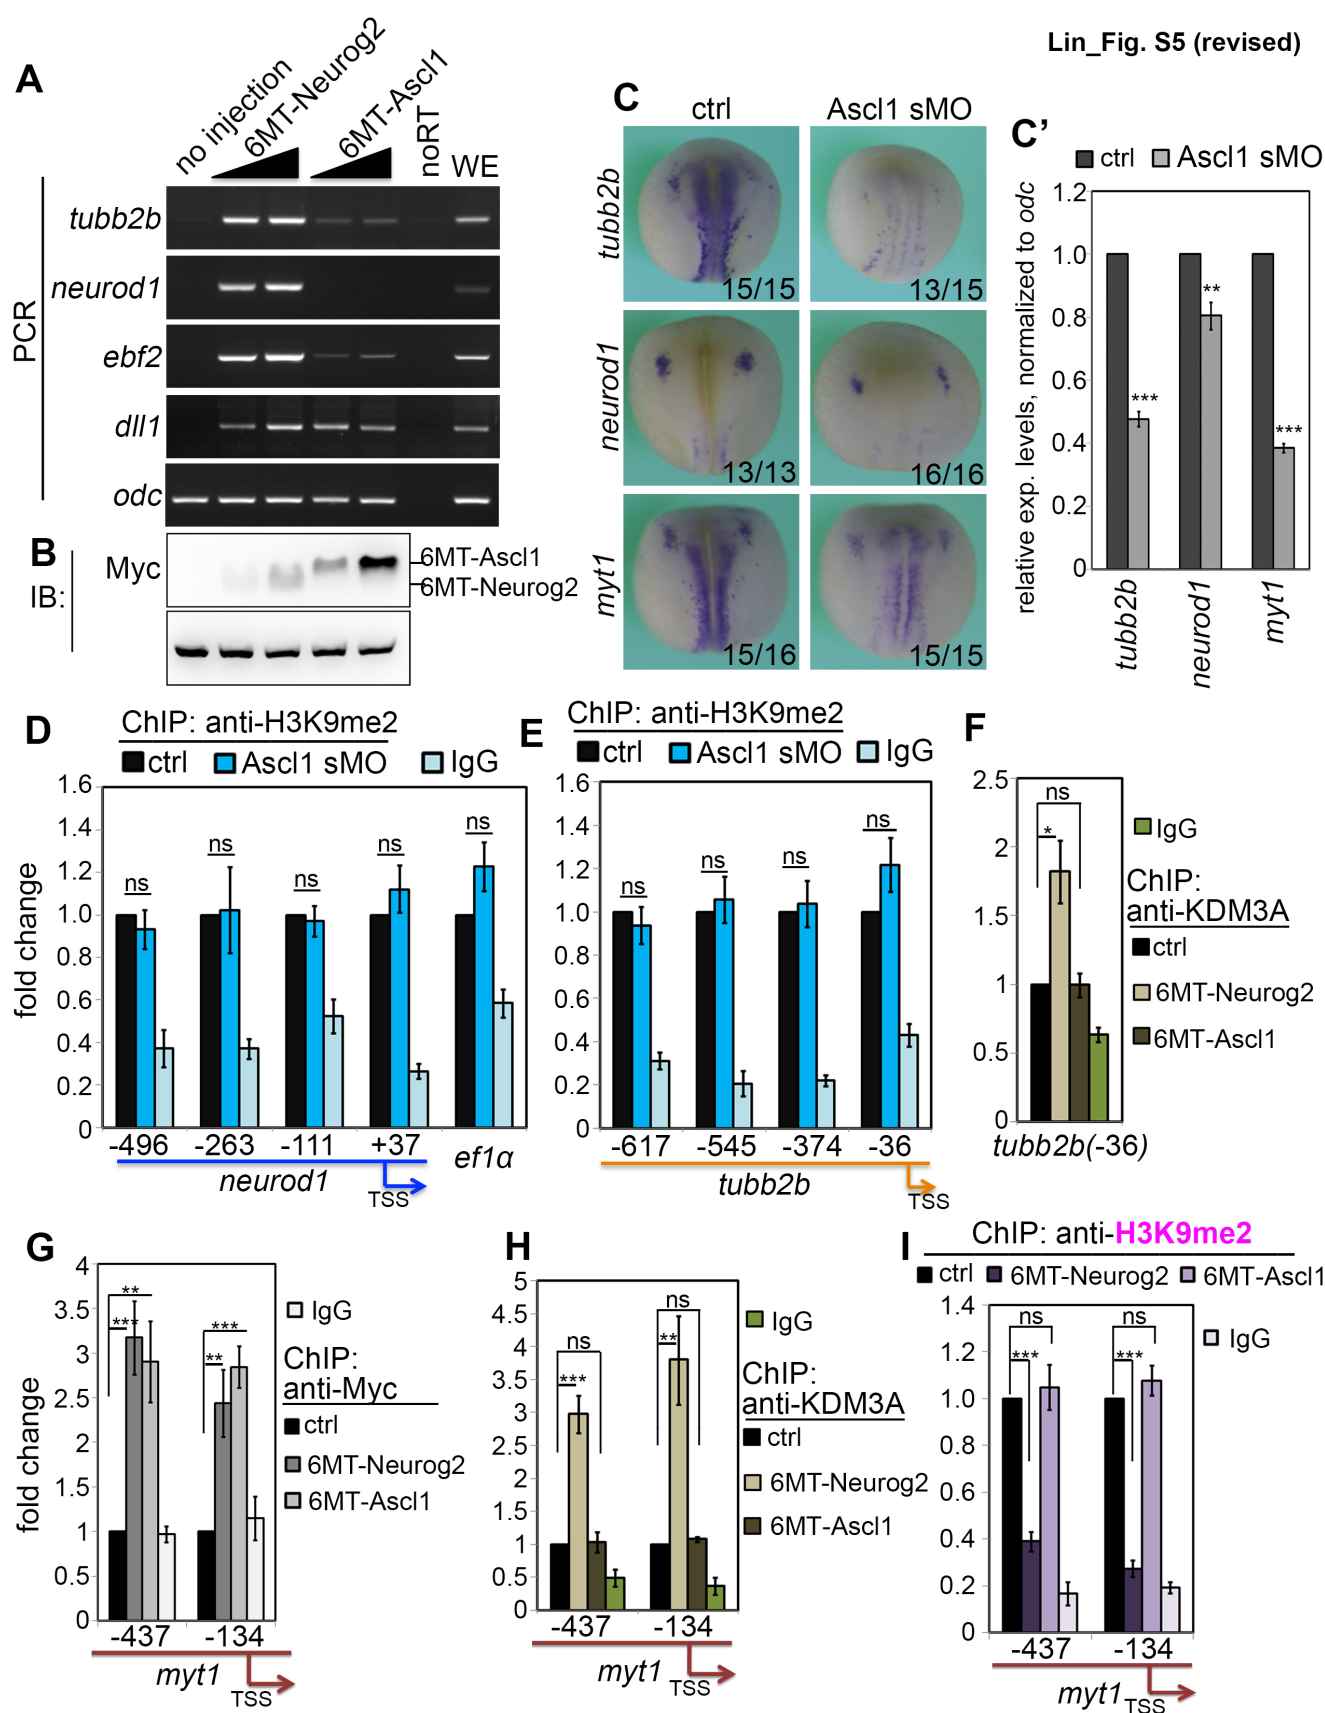 Lin_Fig. S5 (revised)
A
no injection
6MT-Neurog2
6MT-Ascl1
noRT
WE
PCR
tubb2b
neurod1
ebf2
dll1
odc
B
IB:
Myc
6MT-Ascl1
6MT-Neurog2
C
ctrl
Ascl1 sMO
tubb2b
15/15
13/15
neurod1
13/13
16/16
myt1
15/16
15/15
C’
ctrl
Ascl1 sMO
relative exp. levels, normalized to odc
1.2
1.0
0.8
0.6
0.4
0.2
0
***
**
***
tubb2b
neurod1
myt1
D
ChIP: anti-H3K9me2
ctrl
Ascl1 sMO
IgG
fold change
1.6
1.4
1.2
1.0
0.8
0.6
0.4
0.2
0
ns
ns
ns
ns
ns
-496
-263
-111
+37
ef1α
neurod1
TSS
E
ChIP: anti-H3K9me2
ctrl
Ascl1 sMO
IgG
1.6
1.4
1.2
1.0
0.8
0.6
0.4
0.2
0
ns
ns
ns
ns
-617
-545
-374
-36
tubb2b
TSS
F
2.5
2
1.5
1
0.5
0
ns
*
tubb2b(-36)
IgG
ChIP:
anti-KDM3A
ctrl
6MT-Neurog2
6MT-Ascl1
G
fold change
4
3.5
3
2.5
2
1.5
1
0.5
0
**
***
***
**
-437
-134
myt1
TSS
IgG
ChIP:
anti-Myc
ctrl
6MT-Neurog2
6MT-Ascl1
H
5
4.5
4
3.5
3
2.5
2
1.5
1
0.5
0
ns
***
ns
**
-437
-134
myt1
TSS
IgG
ChIP:
anti-KDM3A
ctrl
6MT-Neurog2
6MT-Ascl1
I
ChIP: anti-H3K9me2
ctrl
6MT-Neurog2
6MT-Ascl1
IgG
1.4
1.2
1.0
0.8
0.6
0.4
0.2
0
ns
***
ns
***
-437
-134
myt1
TSS